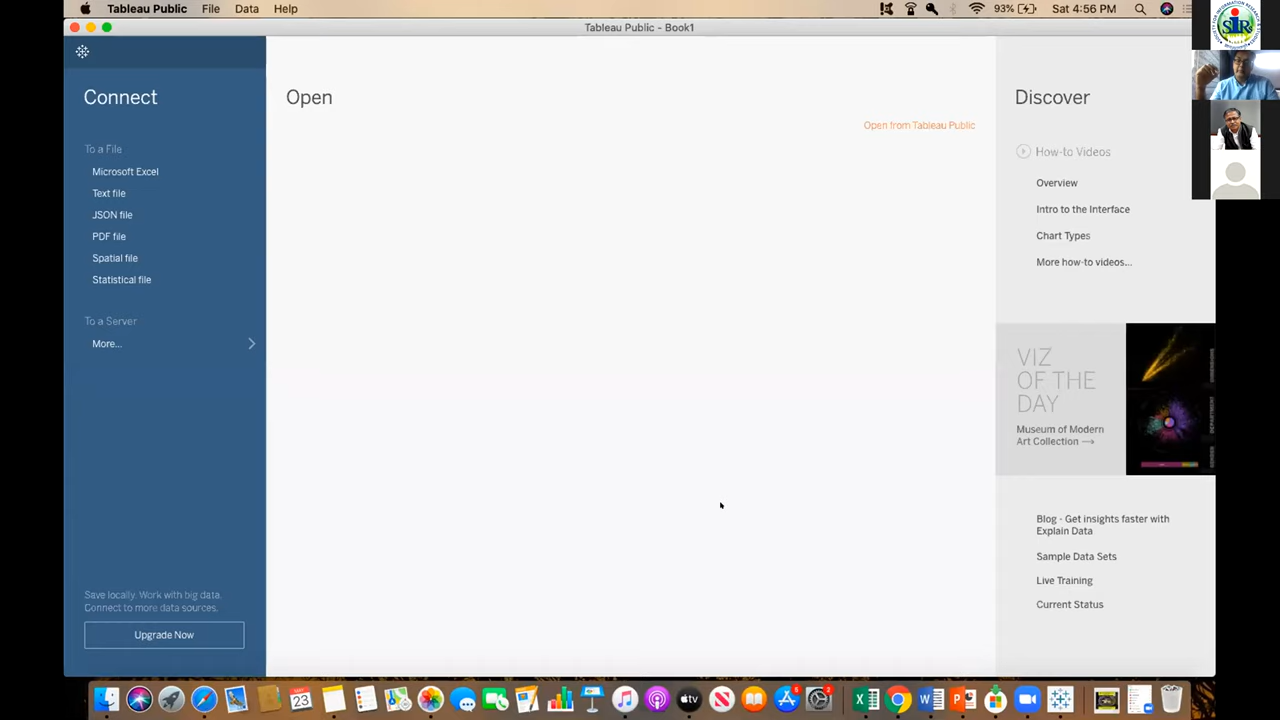 Tableau Public File Data Help
93% Sat 4:56 PM
Tableau Public - Book1
Connect
To a File
Microsoft Excel
Text file
JSON file
PDF file
Spatial file
Statistical file
To a Server
More...
Save locally. Work with big data.
Connect to more data sources.
Upgrade Now
Open
Open from Tableau Public
Discover
How-to Videos
Overview
Intro to the Interface
Chart Types
More how-to videos...
VIZ
OF THE
DAY
Museum of Modern
Art Collection →
DEPARTMENT
Blog - Get insights faster with
Explain Data
Sample Data Sets
Live Training
Current Status
SIR
23
tv